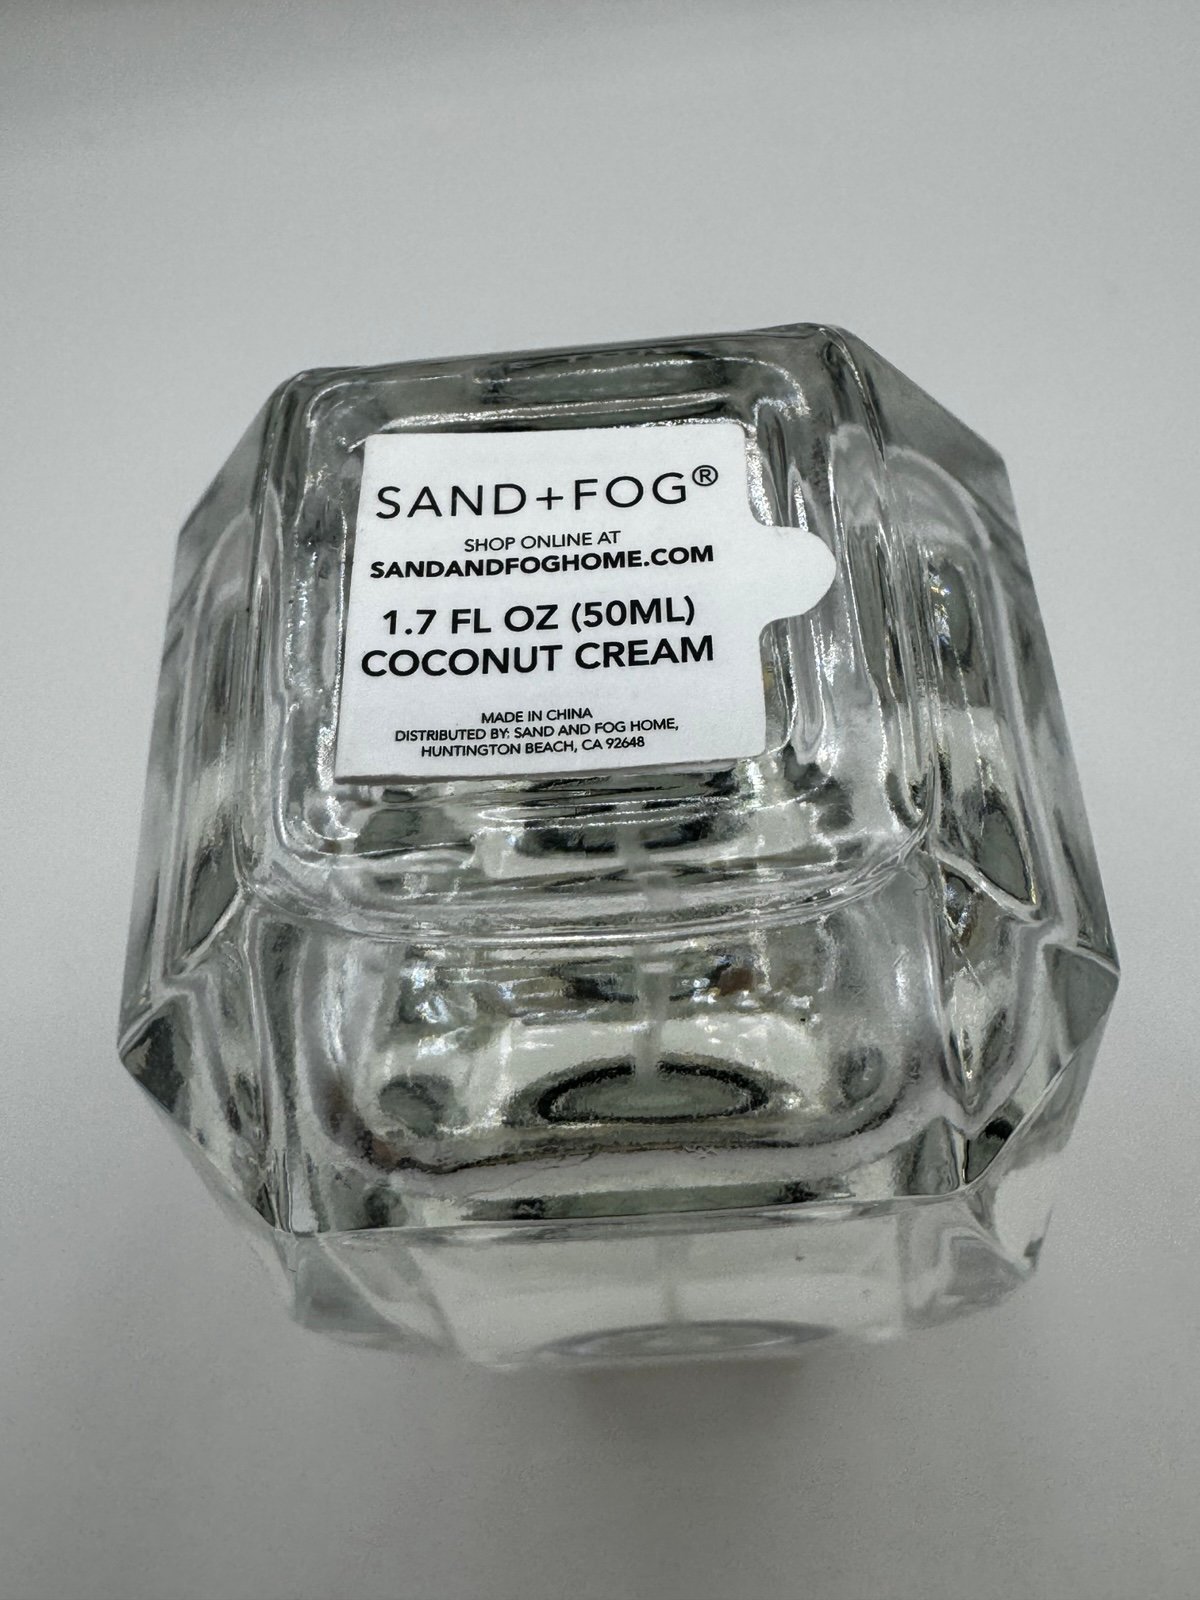 SAND+FOG®
SHOP ONLINE AT
SANDANDFOGHOME.COM
1.7 FL OZ (50ML)
COCONUT CREAM
MADE IN CHINA
DISTRIBUTED BY: SAND AND FOG HOME,
HUNTINGTON BEACH, CA 92648